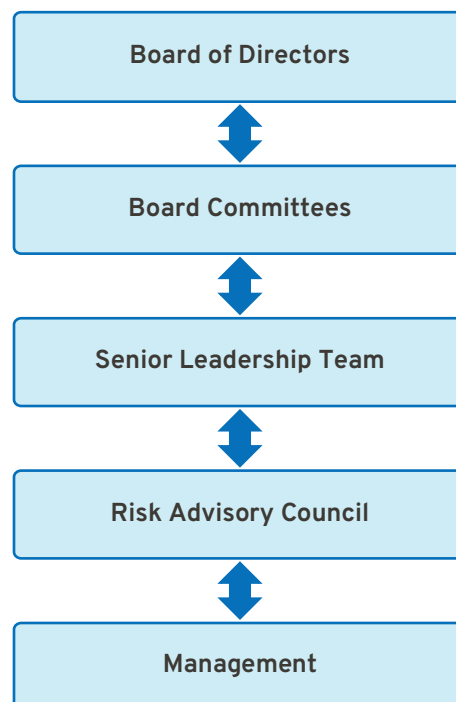 Board of Directors
Board Committees
Senior Leadership Team
Risk Advisory Council
Management